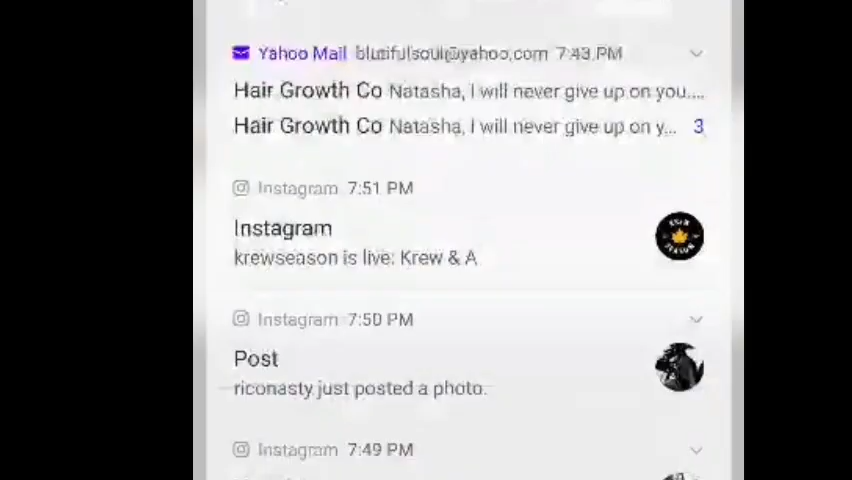 Yahoo Mail blutifulsoul@yahoo.com 7:43 PM
Hair Growth Co Natasha, I will never give up on you....
Hair Growth Co Natasha, I will never give up on y... 3
Instagram 7:51 PM
Instagram
krewseason is live: Krew & A
Instagram 7:50 PM
Post
riconasty just posted a photo.
Instagram 7:49 PM